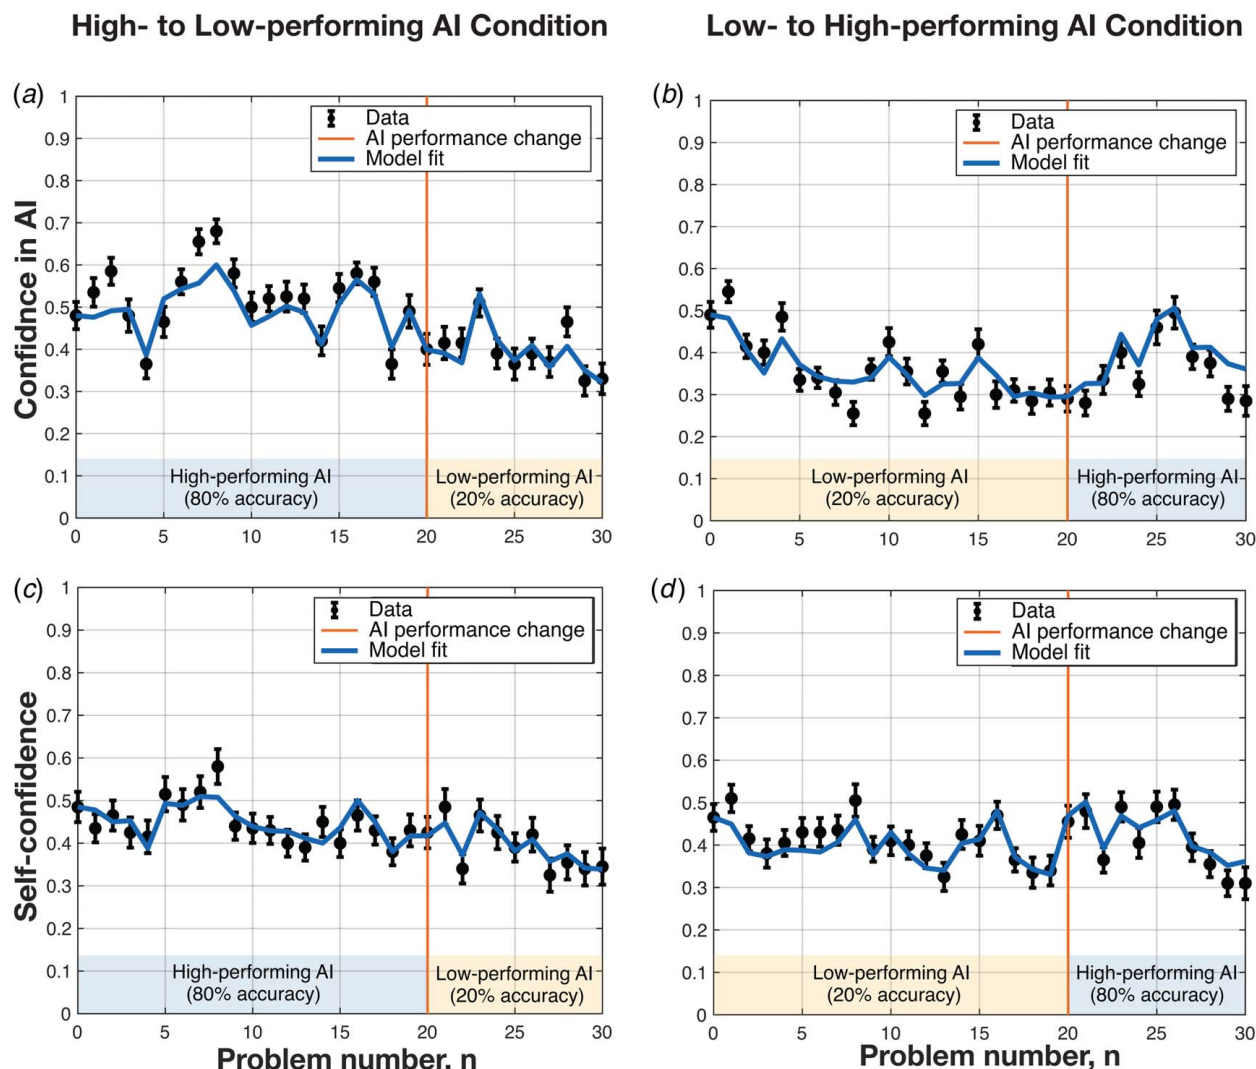 High- to Low-performing AI Condition
Low- to High-performing AI Condition
(a)
Confidnce in AI
1
0.9
0.8
0.7
0.6
0.5
0.4
0.3
0.2
0.1
0
Data
AI performance change
Model fit
High-performing AI
(80% accuracy)
Low-performing AI
(20% accuracy)
0 5 10 15 20 25 30
(b)
1
0.9
0.8
0.7
0.6
0.5
0.4
0.3
0.2
0.1
0
Data
AI performance change
Model fit
Low-performing AI
(20% accuracy)
High-performing AI
(80% accuracy)
0 5 10 15 20 25 30
(c)
Self-confidence
1
0.9
0.8
0.7
0.6
0.5
0.4
0.3
0.2
0.1
0
Data
AI performance change
Model fit
High-performing AI
(80% accuracy)
Low-performing AI
(20% accuracy)
0 5 10 15 20 25 30
Problem number, n
(d)
1
0.9
0.8
0.7
0.6
0.5
0.4
0.3
0.2
0.1
0
Data
AI performance change
Model fit
Low-performing AI
(20% accuracy)
High-performing AI
(80% accuracy)
0 5 10 15 20 25 30
Problem number, n